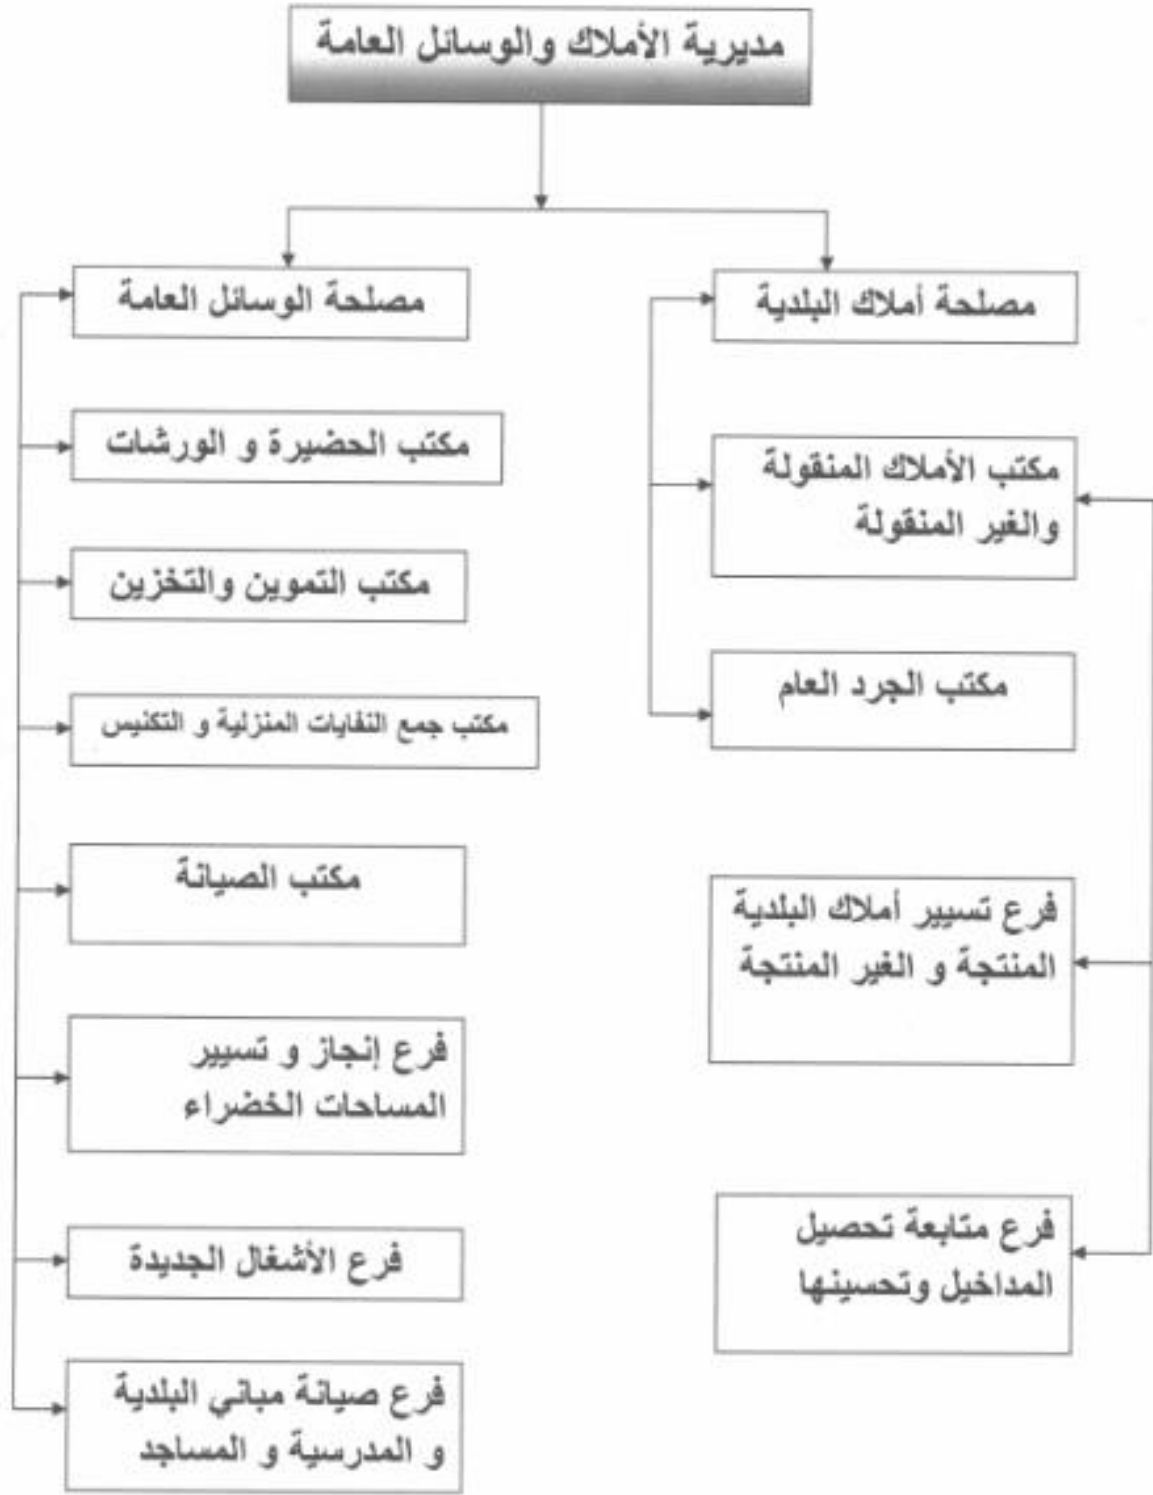 مديرية الأملاك والوسائل العامة
مصلحة أملاك البلدية
مكتب الأملاك المنقولة
والغير المنقولة
مكتب الجرد العام
فرع تسيير أملاك البلدية
المنتجة و الغير المنتجة
فرع متابعة تحصيل
المداخيل وتحسينها
مصلحة الوسائل العامة
مكتب الحضيرة و الورشات
مكتب التموين والتخزين
مكتب جمع النفايات المنزلية و التكنيس
مكتب الصيانة
فرع إنجاز و تسيير
المساحات الخضراء
فرع الأشغال الجديدة
فرع صيانة مباني البلدية
و المدرسية و المساجد